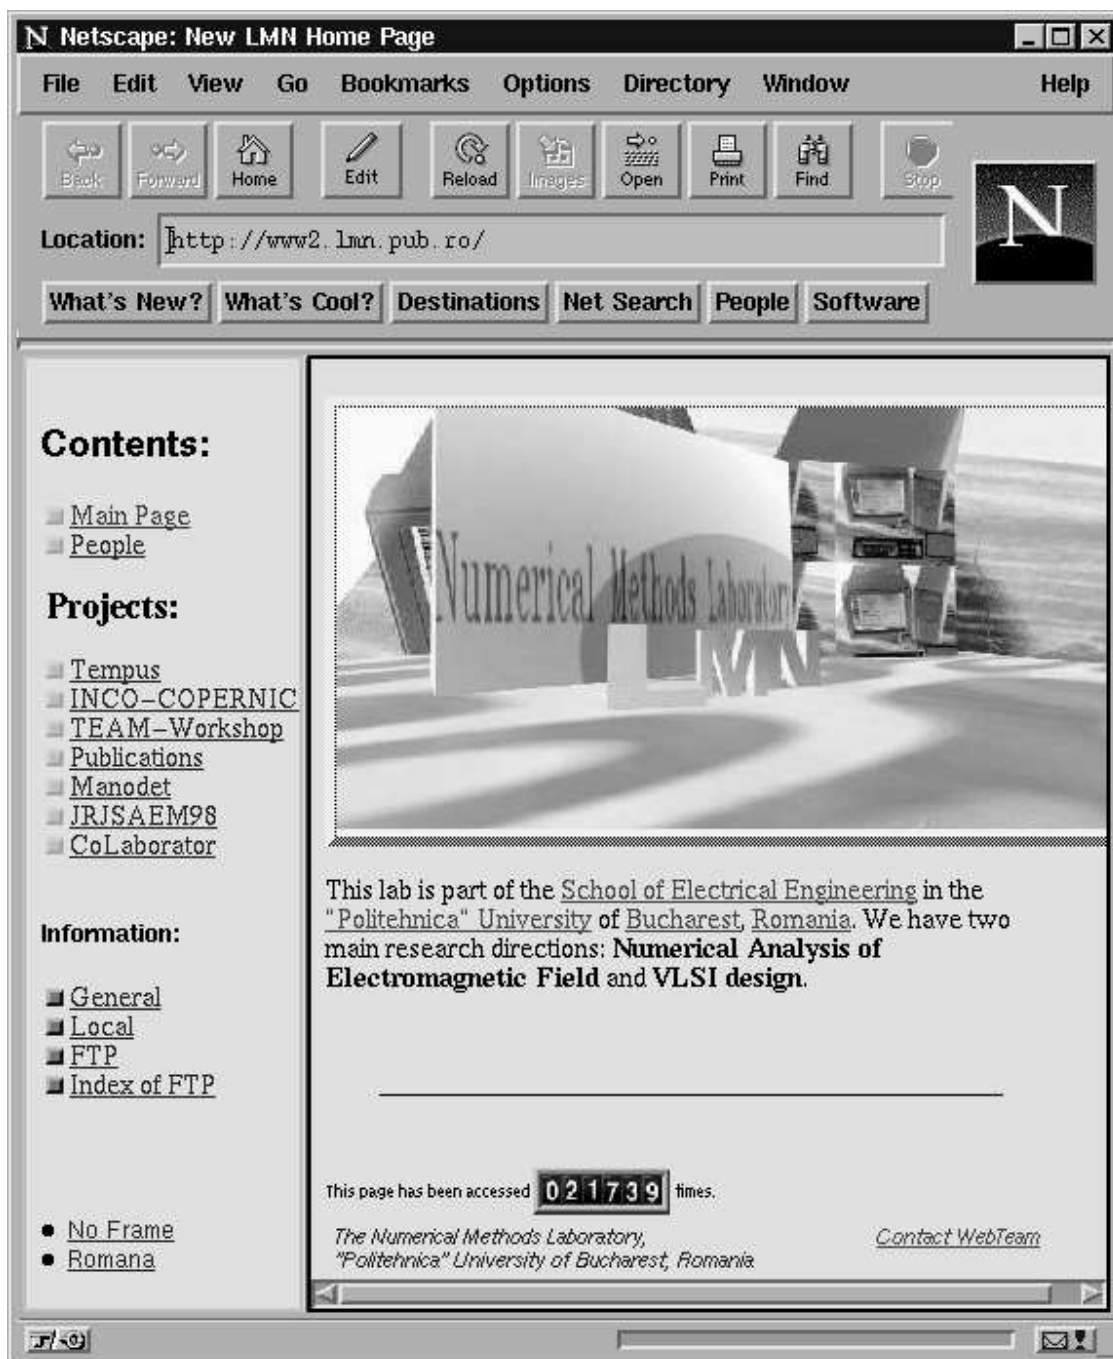 N Netscape: New LMN Home Page
File Edit View Go Bookmarks Options Directory Window Help
Back Forward Home Edit Reload Images Open Print Find Stop
N
Location: http://www2.lmn.pub.ro/
What's New? What's Cool? Destinations Net Search People Software
Contents:
Main Page
People
Projects:
Tempus
INCO-COPERNIC
TEAM-Workshop
Publications
Manodet
JRJSAEM98
CoLaborator
Information:
General
Local
FTP
Index of FTP
No Frame
Romana
Numerical Methods Laboratory
LMN
This lab is part of the School of Electrical Engineering in the
"Politehnica" University of Bucharest, Romania. We have two
main research directions: Numerical Analysis of
Electromagnetic Field and VLSI design.
This page has been accessed 021739 times.
The Numerical Methods Laboratory,
"Politehnica" University of Bucharest, Romania
Contact WebTeam